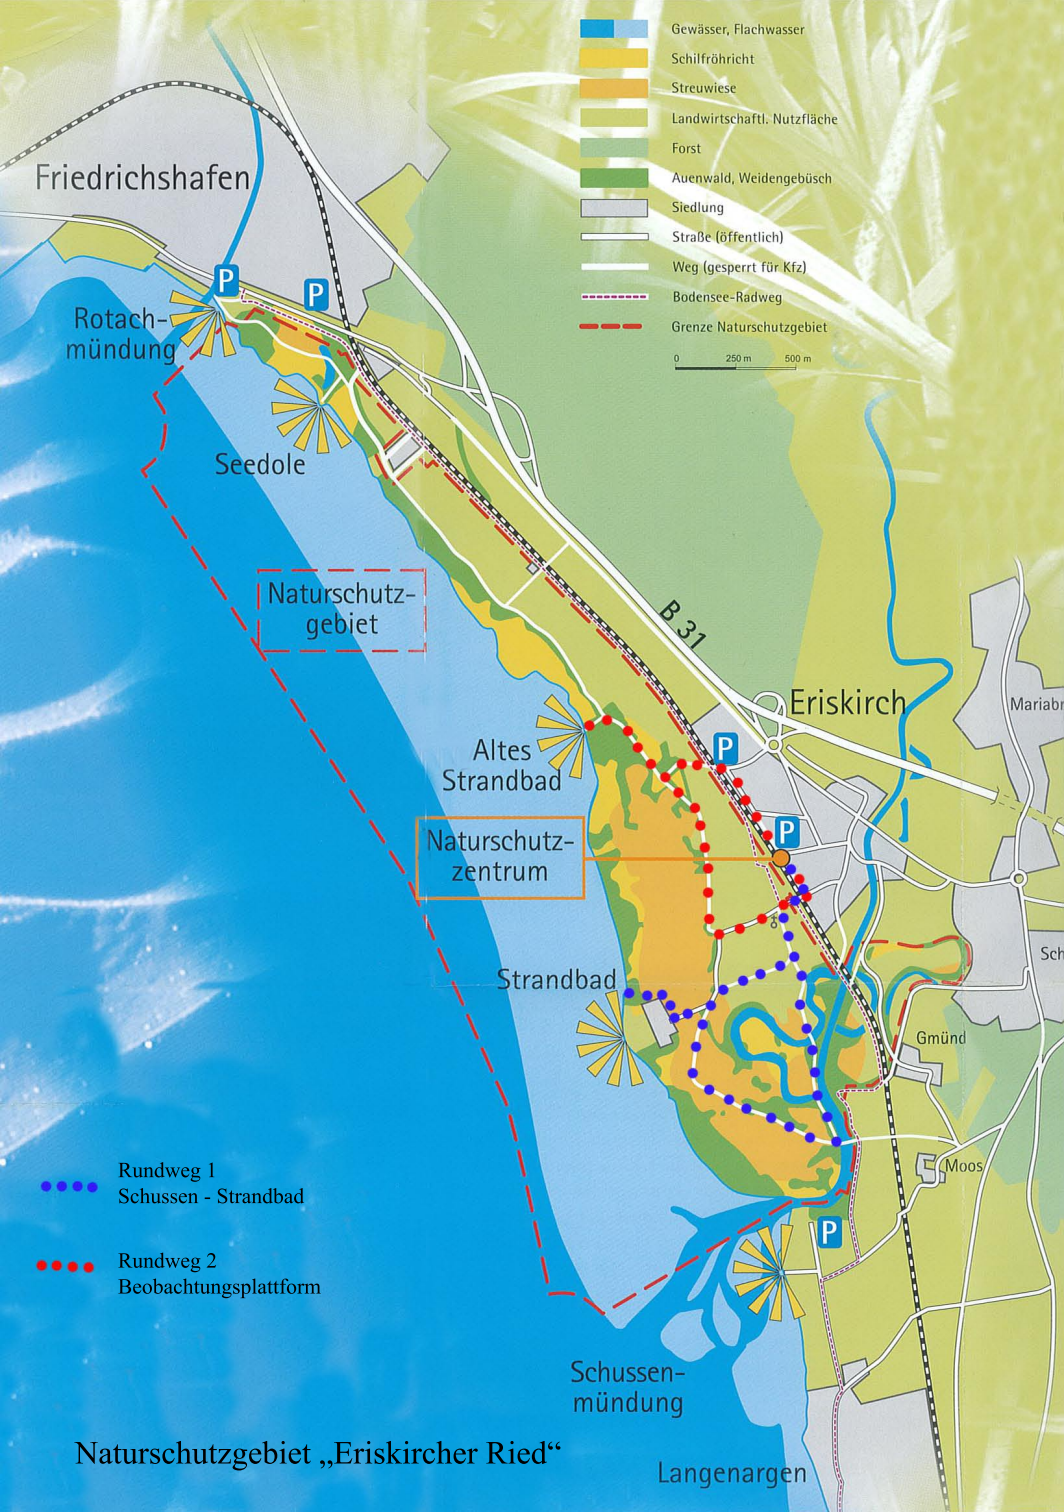 Gewässer, Flachwasser
Schilfröhricht
Streuwiese
Landwirtschaftl. Nutzfläche
Forst
Auenwald, Weidengebüsch
Siedlung
Straße (öffentlich)
Weg (gesperrt für Kfz)
Bodensee-Radweg
Grenze Naturschutzgebiet
0 250 m 500 m
Friedrichshafen
P
P
Rotach-
mündung
Seedole
Naturschutz-
gebiet
B 31
Eriskirch
Mariabr
P
Altes
Strandbad
P
Naturschutz-
zentrum
Sch
Strandbad
Gmünd
Moos
Rundweg 1
Schussen - Strandbad
P
Rundweg 2
Beobachtungsplattform
Schussen-
mündung
Naturschutzgebiet „Eriskircher Ried“
Langenargen